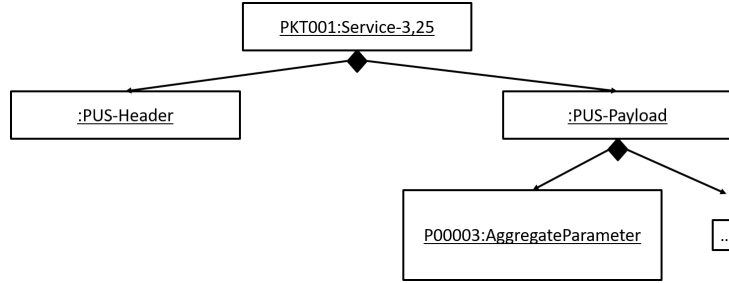 PKT001:Service-3,25
:PUS-Header
:PUS-Payload
P00003:AggregateParameter
..